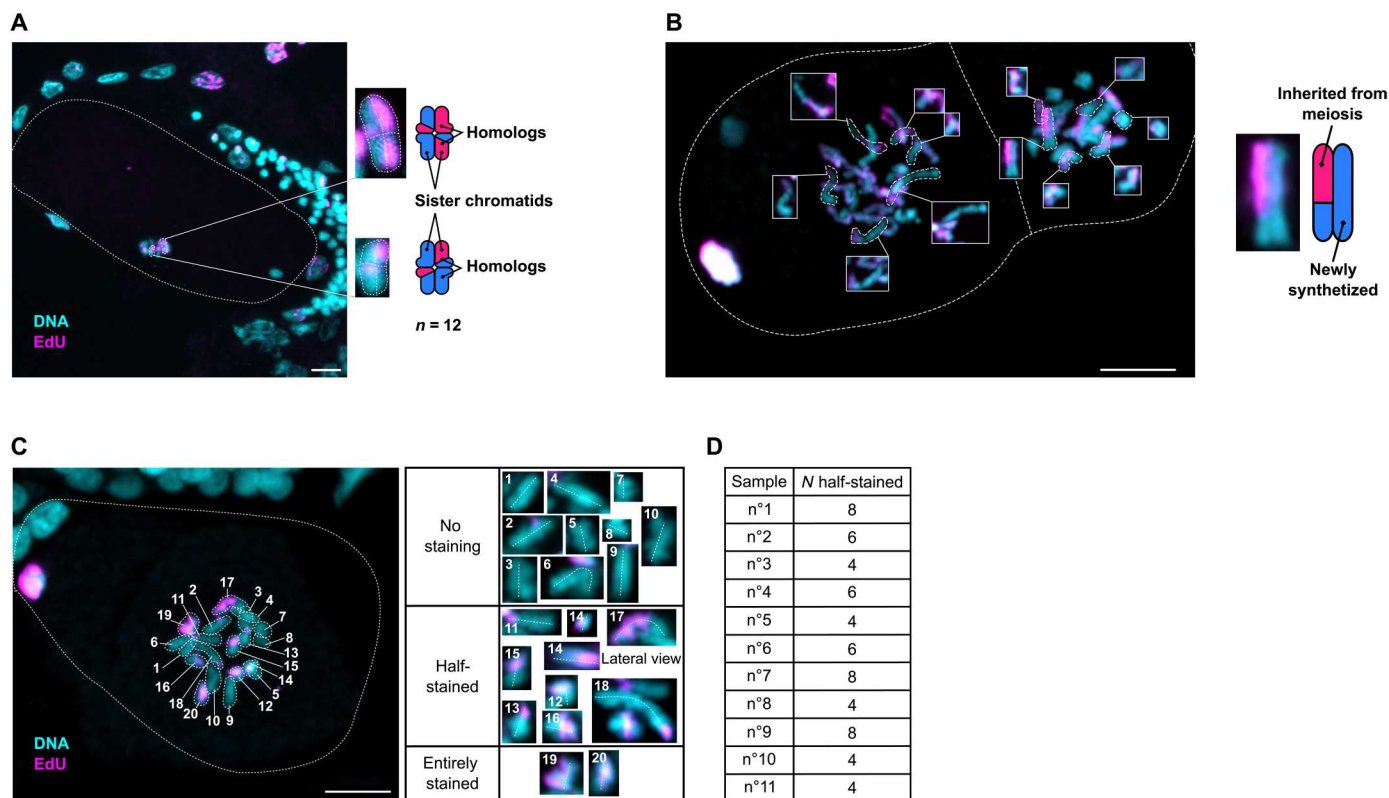 A
Homologs
Sister chromatids
Homologs
n = 12
DNA
EdU
B
Inherited from
meiosis
Newly
synthetized
C
17
2
3
11
4
19
7
6
8
13
1
15
16
14
18
5
20
12
10
9
DNA
EdU
No
staining
1
4
7
2
5
8
10
9
3
6
Half-
stained
11
14
17
15
14
Lateral view
12
18
13
16
Entirely
stained
19
20
D
Sample N half-stained
n°1 8
n°2 6
n°3 4
n°4 6
n°5 4
n°6 6
n°7 8
n°8 4
n°9 8
n°10 4
n°11 4